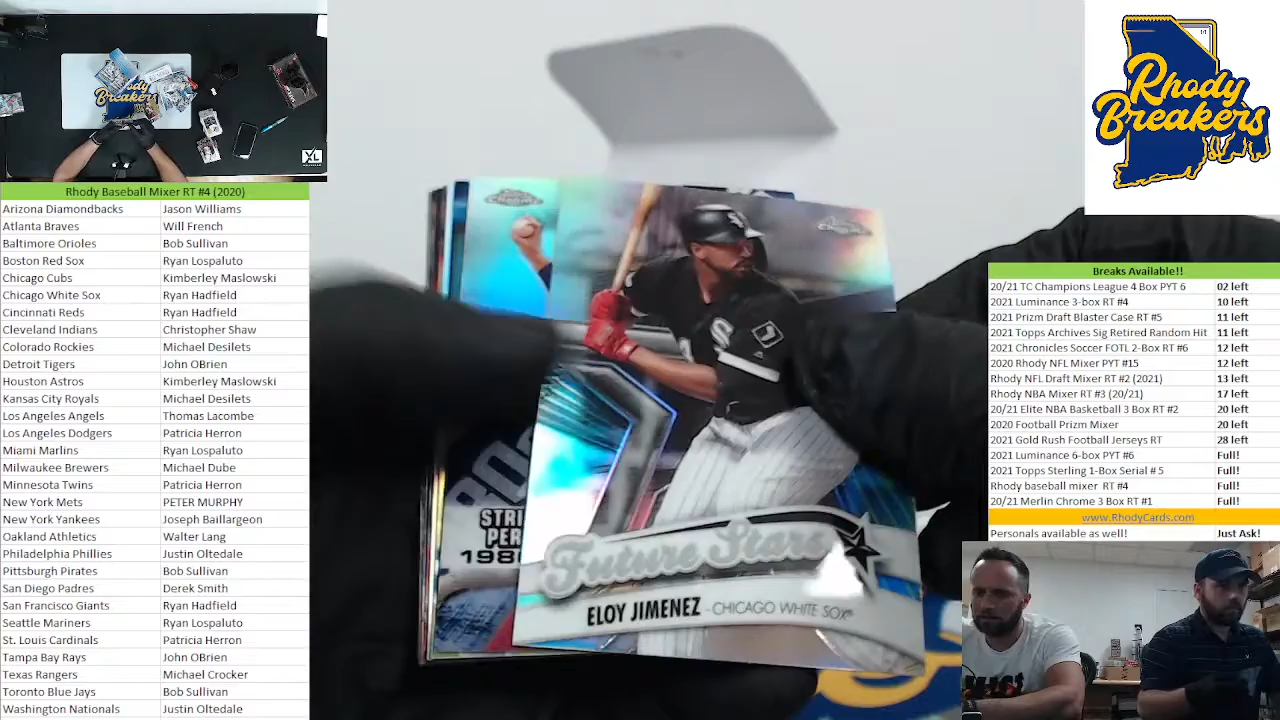 Rhody
Breakers
XL
Rhody Baseball Mixer RT #4 (2020)
Arizona Diamondbacks Jason Williams
Atlanta Braves Will French
Baltimore Orioles Bob Sullivan
Boston Red Sox Ryan Lospaluto
Chicago Cubs Kimberley Maslowski
Chicago White Sox Ryan Hadfield
Cincinnati Reds Ryan Hadfield
Cleveland Indians Christopher Shaw
Colorado Rockies Michael Desilets
Detroit Tigers John OBrien
Houston Astros Kimberley Maslowski
Kansas City Royals Michael Desilets
Los Angeles Angels Thomas Lacombe
Los Angeles Dodgers Patricia Herron
Miami Marlins Ryan Lospaluto
Milwaukee Brewers Michael Dube
Minnesota Twins Patricia Herron
New York Mets PETER MURPHY
New York Yankees Joseph Baillargeon
Oakland Athletics Walter Lang
Philadelphia Phillies Justin Oltedale
Pittsburgh Pirates Bob Sullivan
San Diego Padres Derek Smith
San Francisco Giants Ryan Hadfield
Seattle Mariners Ryan Lospaluto
St. Louis Cardinals Patricia Herron
Tampa Bay Rays John OBrien
Texas Rangers Michael Crocker
Toronto Blue Jays Bob Sullivan
Washington Nationals Justin Oltedale
STRI
PER
198
Future Stars
ELOY JIMENEZ - CHICAGO WHITE SOX
Rhody
Breakers
Breaks Available!!
20/21 TC Champions League 4 Box PYT 6 02 left
2021 Luminance 3-box RT #4 10 left
2021 Prizm Draft Blaster Case RT #5 11 left
2021 Topps Archives Sig Retired Random Hit 11 left
2021 Chronicles Soccer FOTL 2-Box RT #6 12 left
2020 Rhody NFL Mixer PYT #15 12 left
Rhody NFL Draft Mixer RT #2 (2021) 13 left
Rhody NBA Mixer RT #3 (20/21) 17 left
20/21 Elite NBA Basketball 3 Box RT #2 20 left
2020 Football Prizm Mixer 20 left
2021 Gold Rush Football Jerseys RT 28 left
2021 Luminance 6-box PYT #6 Full!
2021 Topps Sterling 1-Box Serial # 5 Full!
Rhody baseball mixer RT #4 Full!
20/21 Merlin Chrome 3 Box RT #1 Full!
www.RhodyCards.com
Personals available as well! Just Ask!